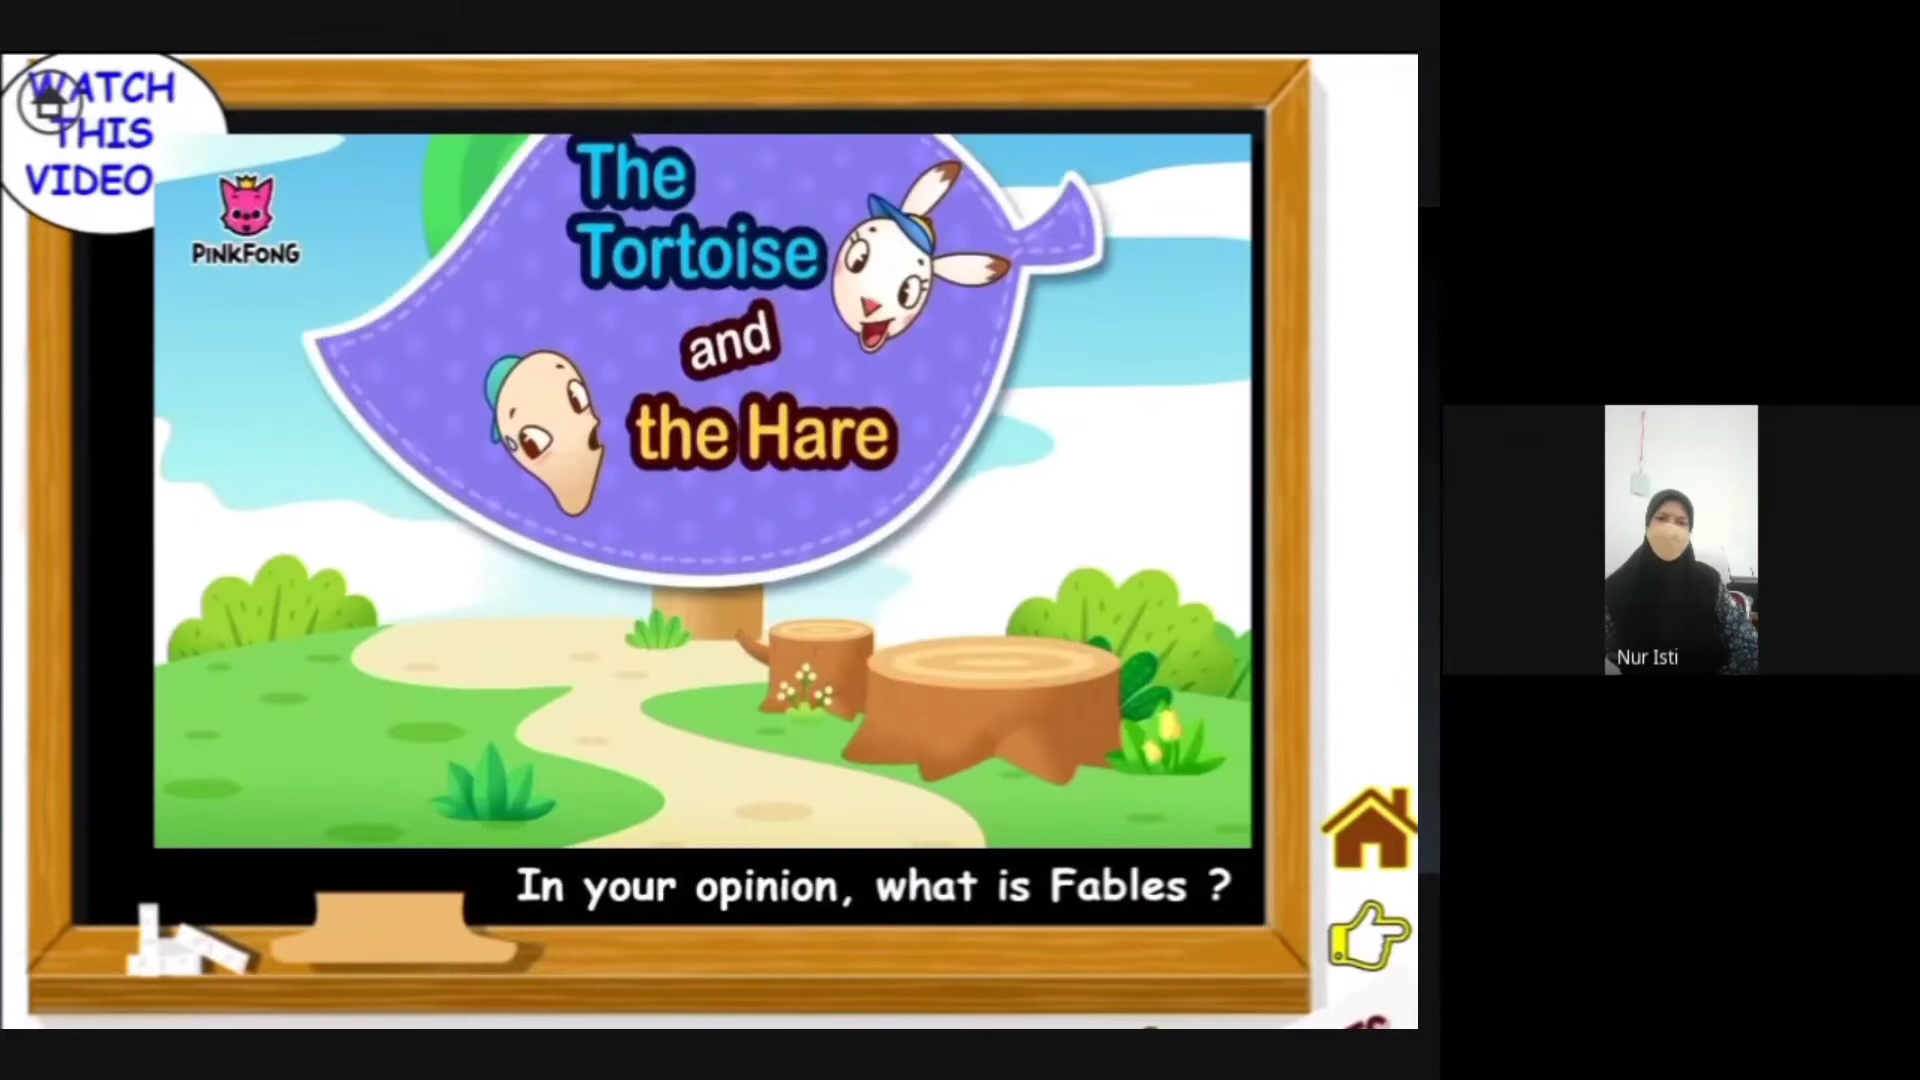 WATCH
THIS
VIDEO
PINKFONG
The
Tortoise
and
the Hare
In your opinion, what is Fables ?
Nur Isti